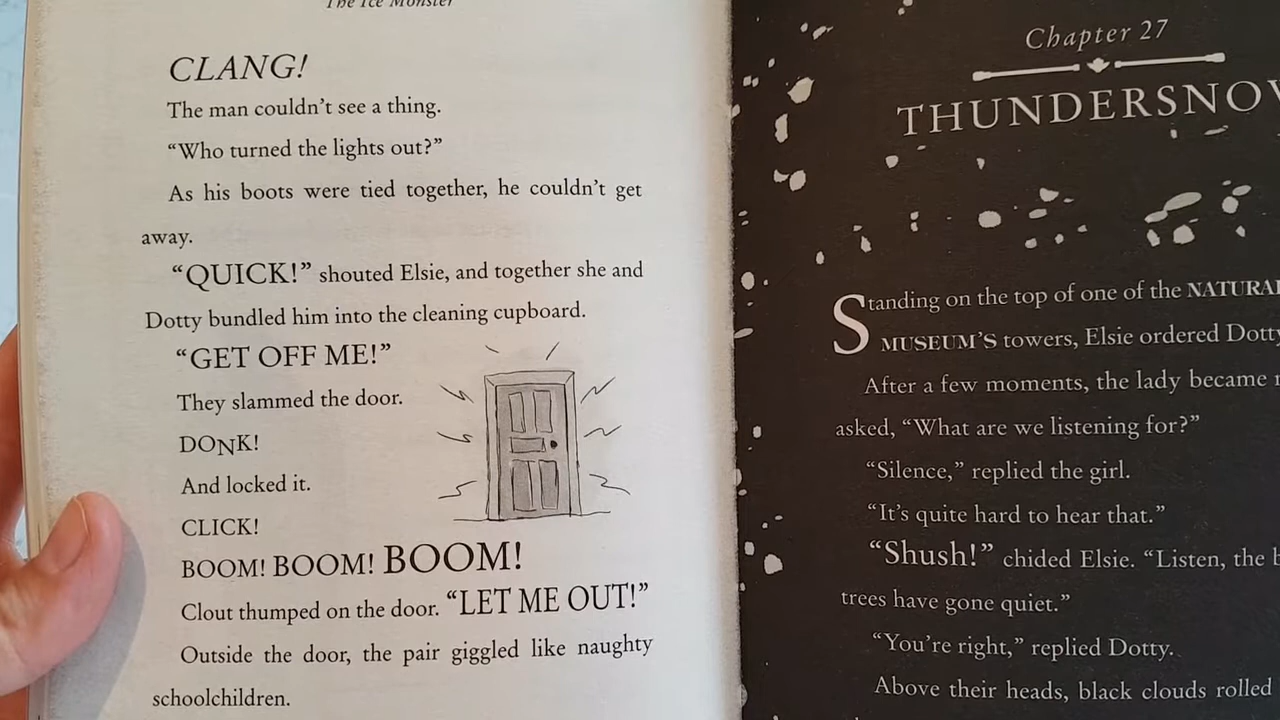 The Ice Monster
CLANG!
The man couldn't see a thing.
“Who turned the lights out?”
As his boots were tied together, he couldn't get
away.
“QUICK!” shouted Elsie, and together she and
Dotty bundled him into the cleaning cupboard.
“GET OFF ME!”
They slammed the door.
DONK!
And locked it.
CLICK!
BOOM! BOOM! BOOM!
Clout thumped on the door. “LET ME OUT!”
Outside the door, the pair giggled like naughty
schoolchildren.
Chapter 27
Standing on the top of one of the
MUSEUM'S towers, Elsie ordered Dotty
After a few moments, the lady became
asked, “What are we listening for?”
“Silence,” replied the girl.
“It's quite hard to hear that.”
“Shush!” chided Elsie. “Listen, the
trees have gone quiet.”
“You're right,” replied Dotty.
Above their heads, black clouds rolled